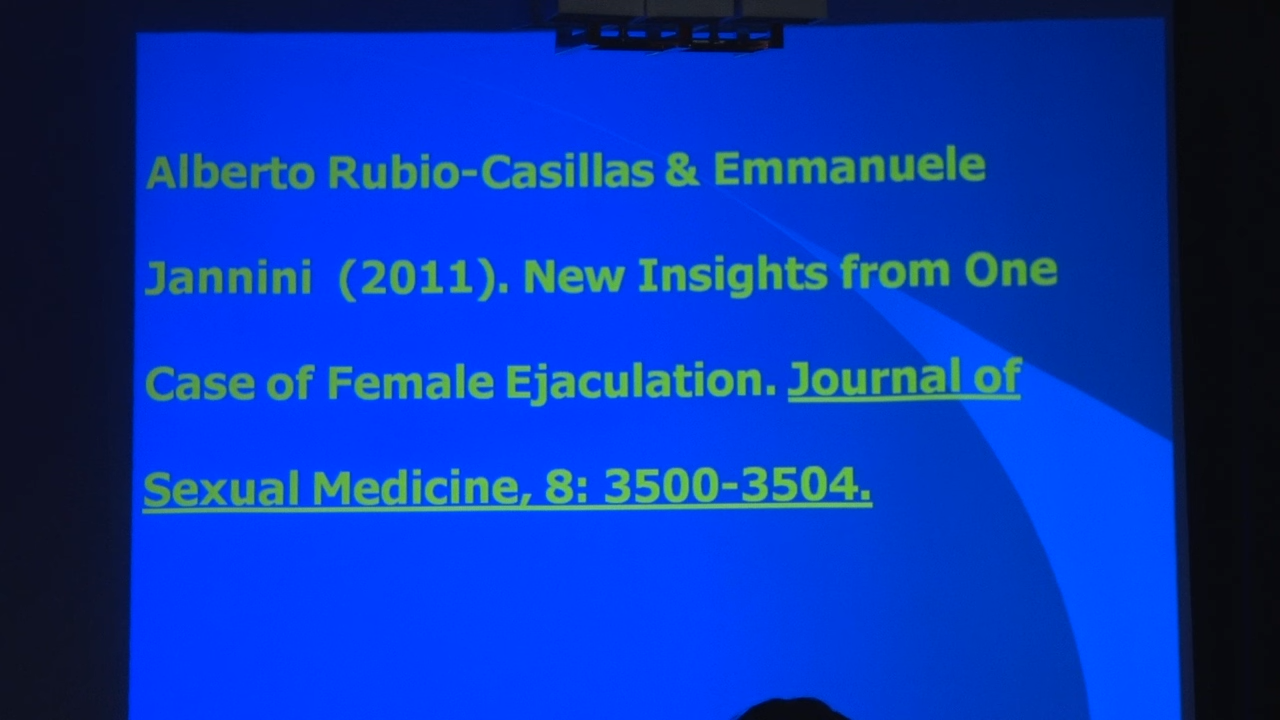 Alberto Rubio-Casillas & Emmanuele
Jannini (2011). New Insights from One
Case of Female Ejaculation. Journal of
Sexual Medicine, 8: 3500-3504.